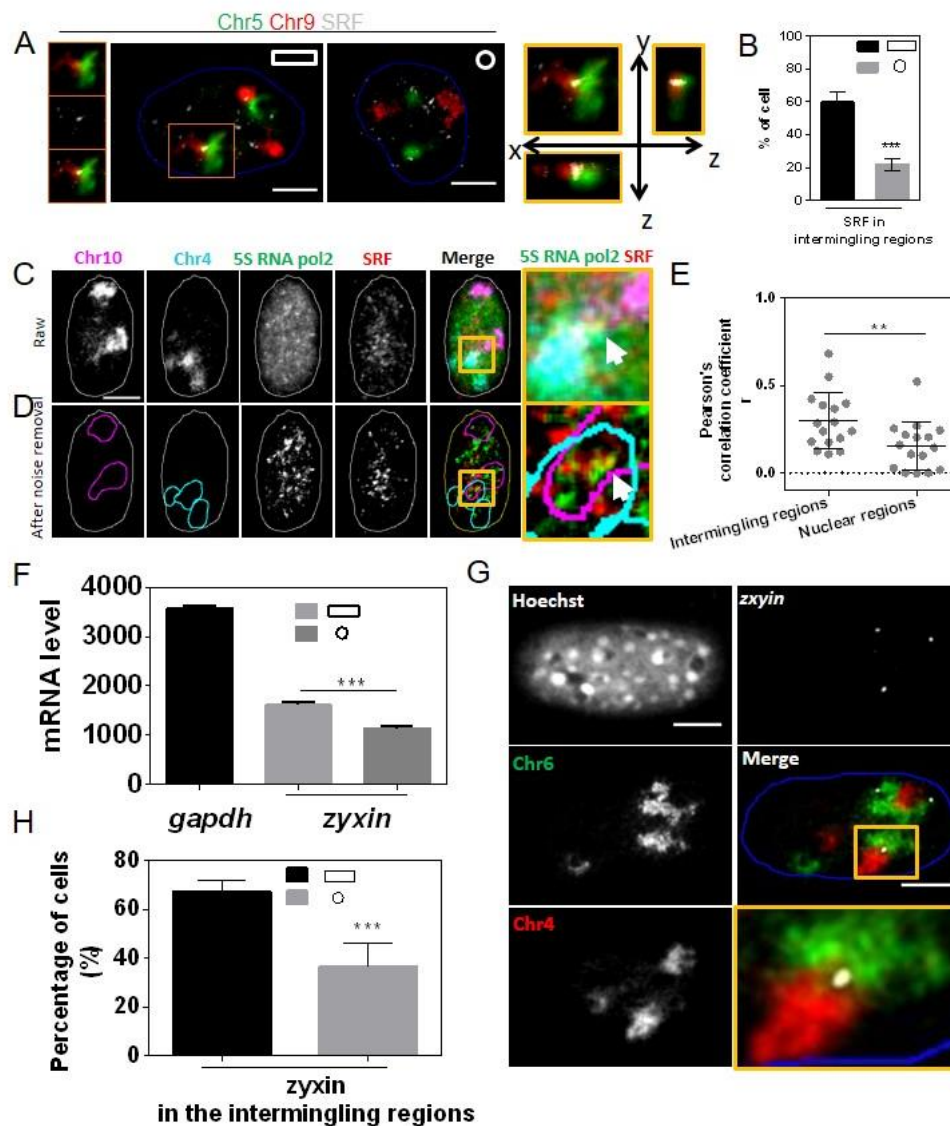 Chr5 Chr9 SRF
A
y
x
z
z
B
% of cell
100
80
60
40
20
0
***
SRF in
intermingling regions
C
Chr10
Chr4
5S RNA pol2
SRF
Merge
5S RNA pol2 SRF
Raw
D
After noise removal
E
Pearson's
correlation coefficient
r
1.0
0.5
0.0
**
Intermingling regions
Nuclear regions
F
mRNA level
4000
3000
2000
1000
0
***
gapdh
zyxin
G
Hoechst
zxyin
Chr6
Merge
Chr4
H
Percentage of cells
(%)
80
60
40
20
0
***
zyxin
in the intermingling regions